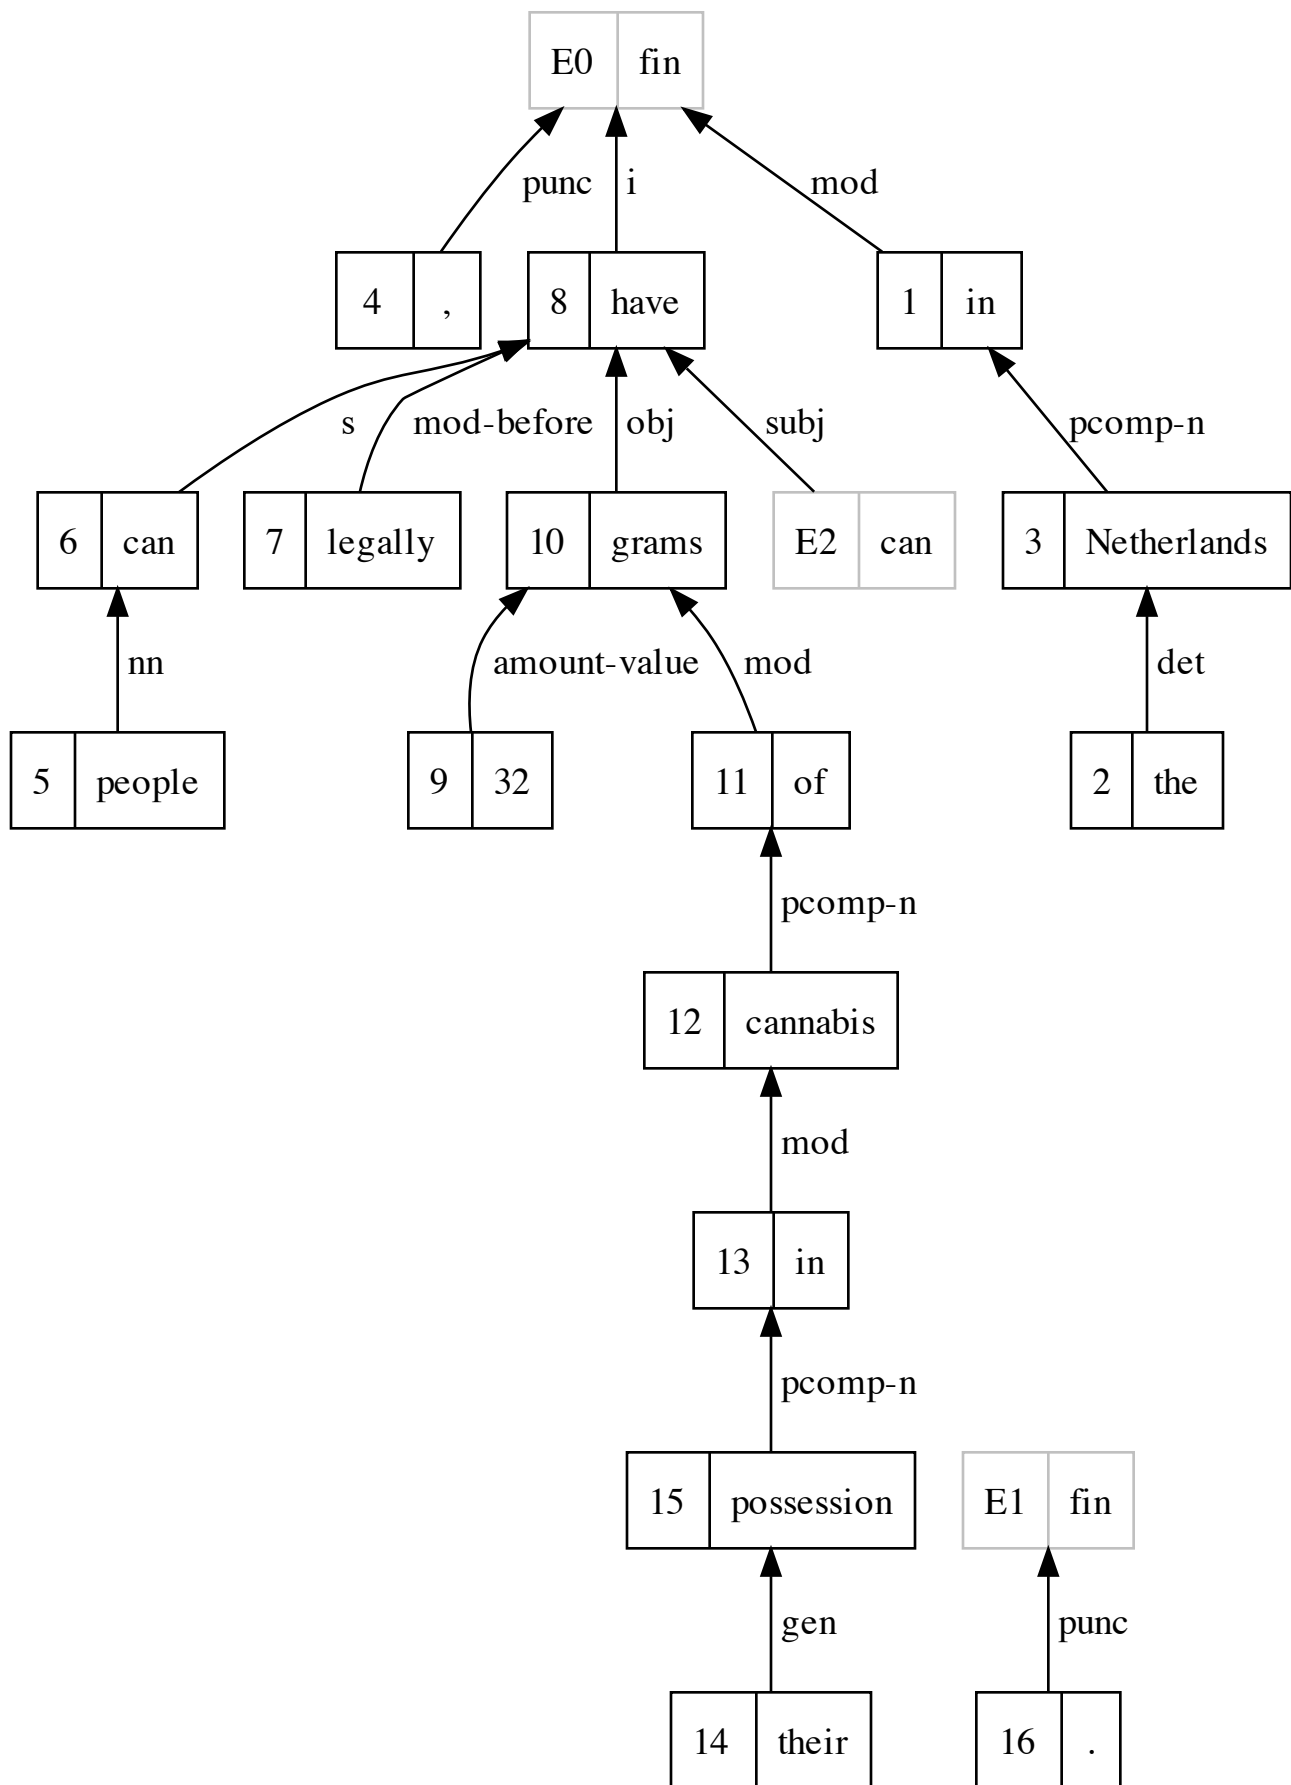 E0 fin
punc i mod
4 , 8 have 1 in
s mod-before obj subj pcomp-n
6 can 7 legally 10 grams E2 can 3 Netherlands
nn amount-value mod det
5 people 9 32 11 of 2 the
pcomp-n
12 cannabis
mod
13 in
pcomp-n
15 possession E1 fin
gen punc
14 their 16 .